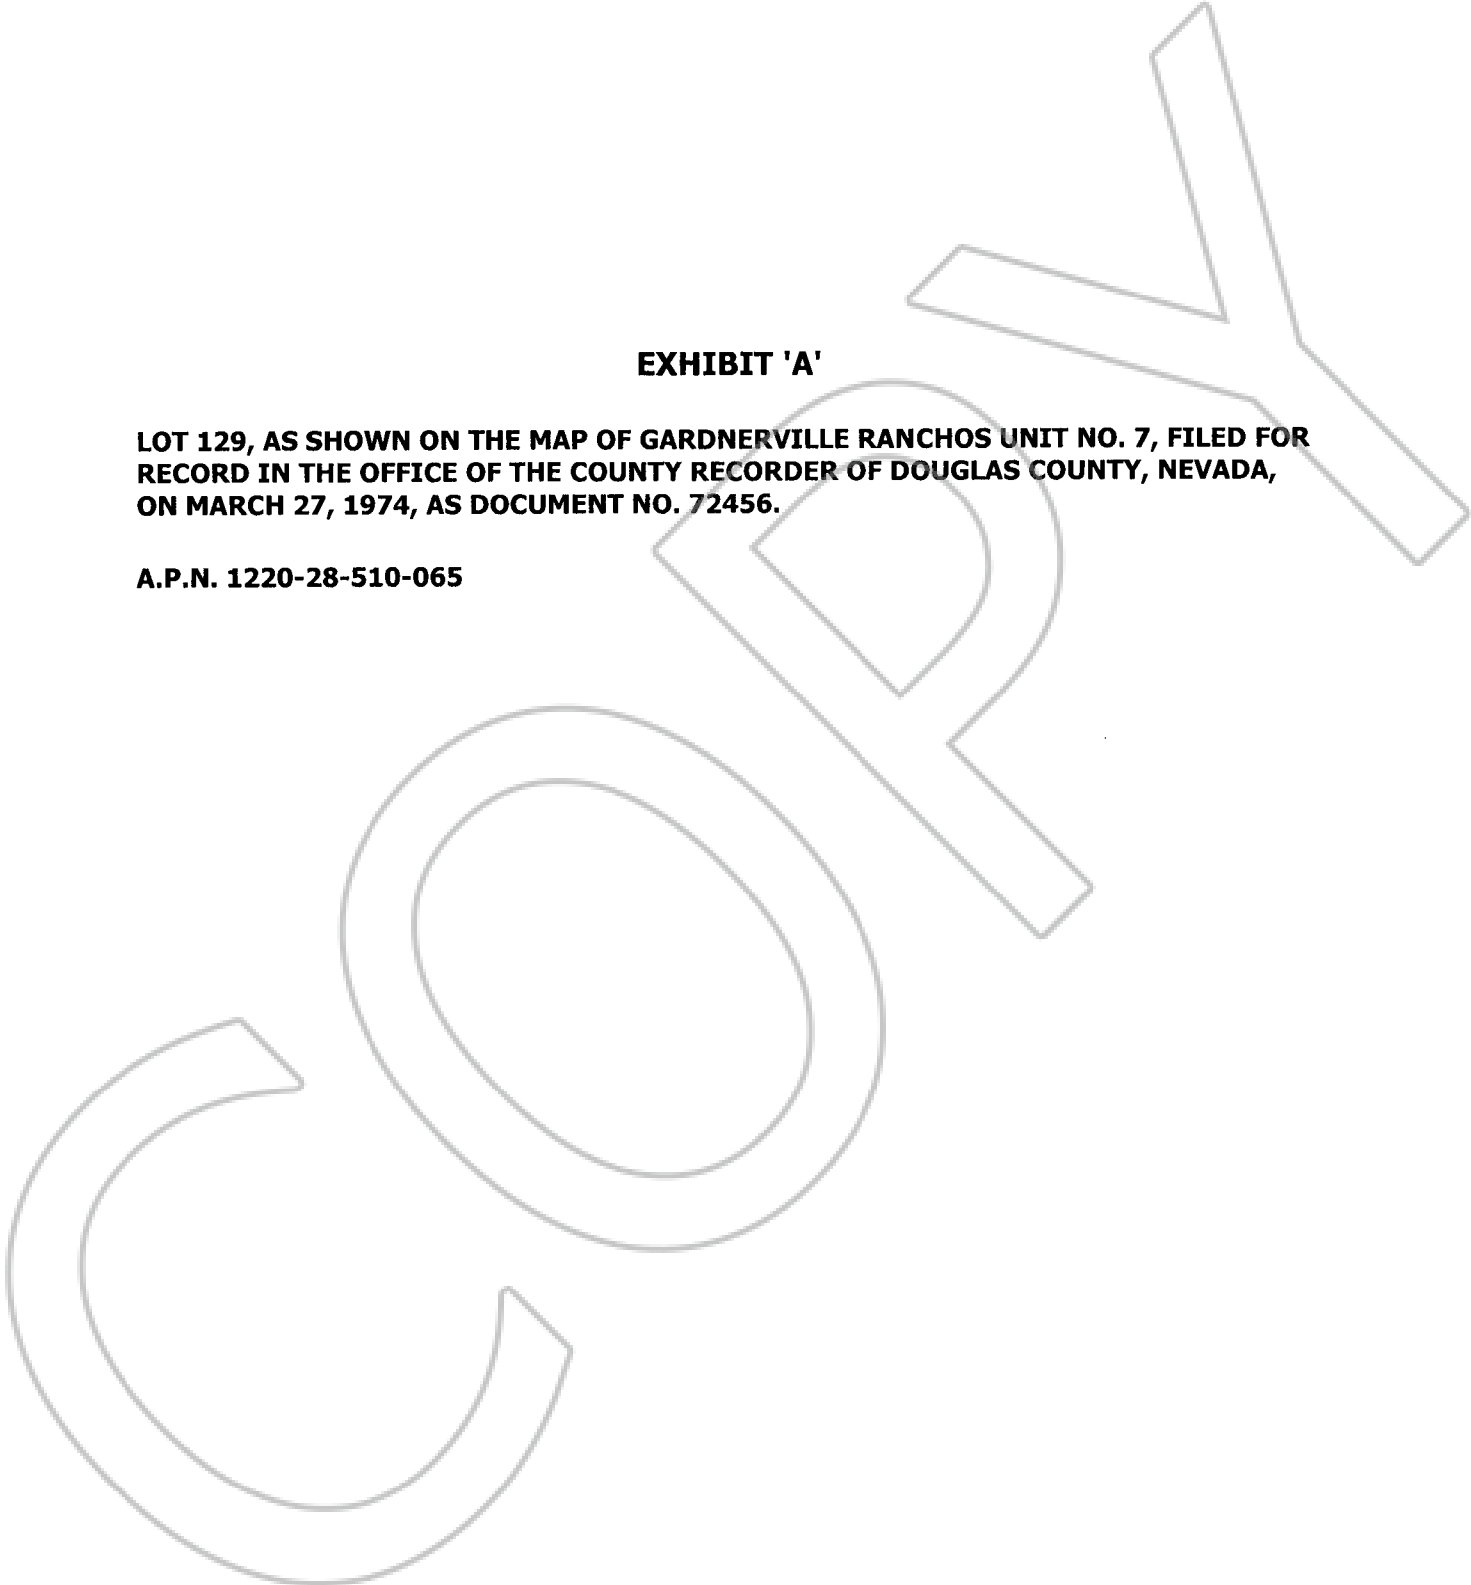 EXHIBIT 'A'
LOT 129, AS SHOWN ON THE MAP OF GARDNERVILLE RANCHOS UNIT NO. 7, FILED FOR
RECORD IN THE OFFICE OF THE COUNTY RECORDER OF DOUGLAS COUNTY, NEVADA,
ON MARCH 27, 1974, AS DOCUMENT NO. 72456.
A.P.N. 1220-28-510-065
COPY